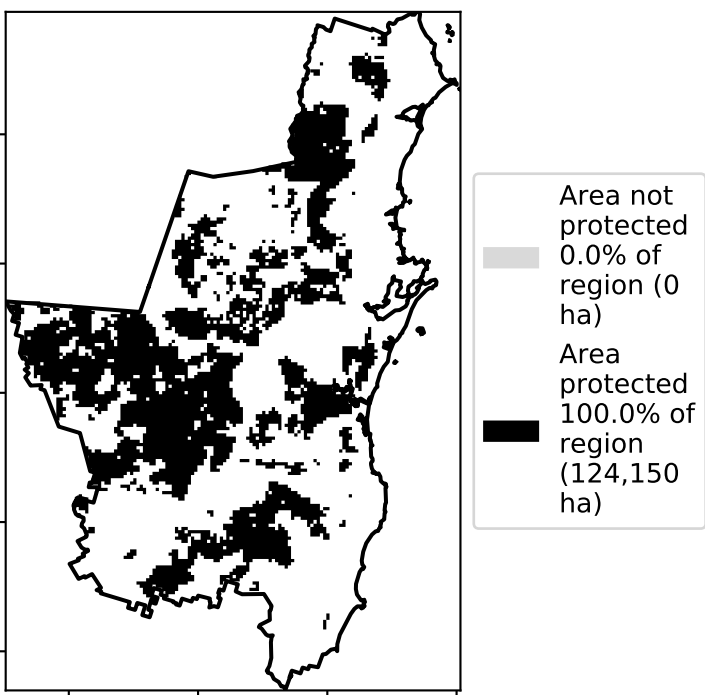 Area not
protected
0.0% of
region (0
ha)
Area
protected
100.0% of
region
(124,150
ha)